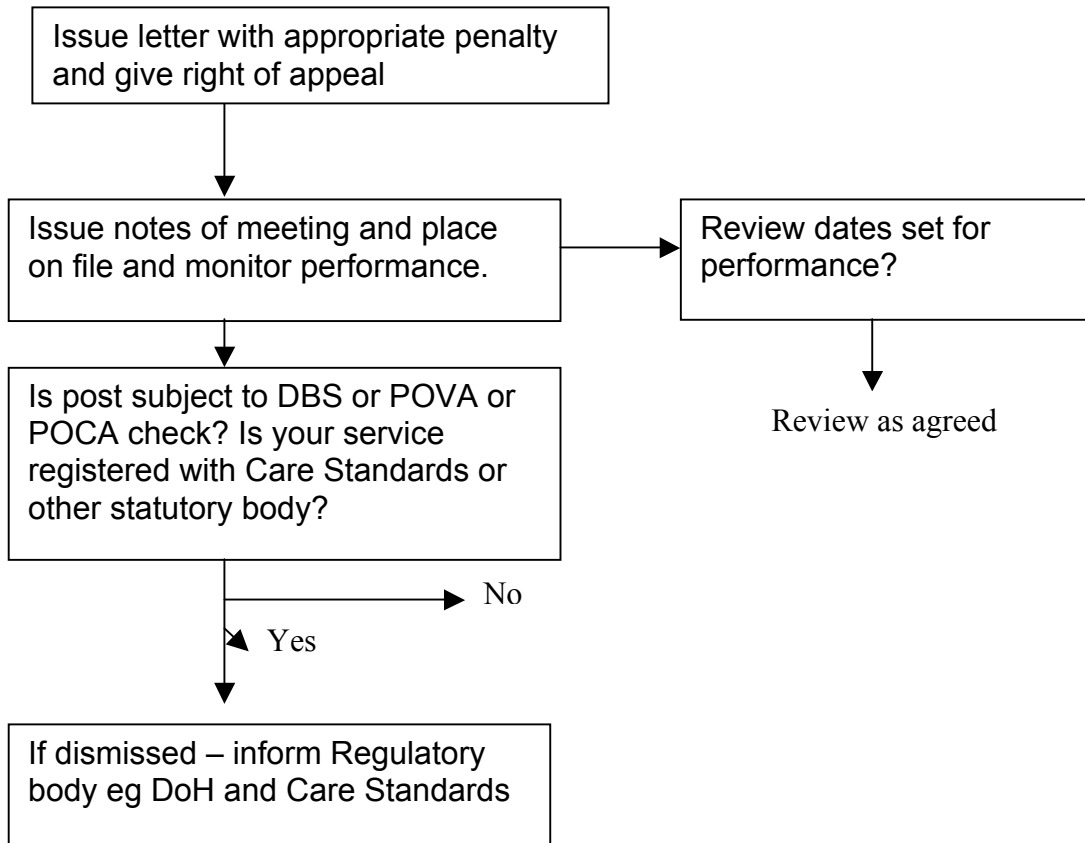 Issue letter with appropriate penalty
and give right of appeal
Issue notes of meeting and place
on file and monitor performance.
Review dates set for
performance?
Review as agreed
Is post subject to DBS or POVA or
POCA check? Is your service
registered with Care Standards or
other statutory body?
No
Yes
If dismissed – inform Regulatory
body eg DoH and Care Standards